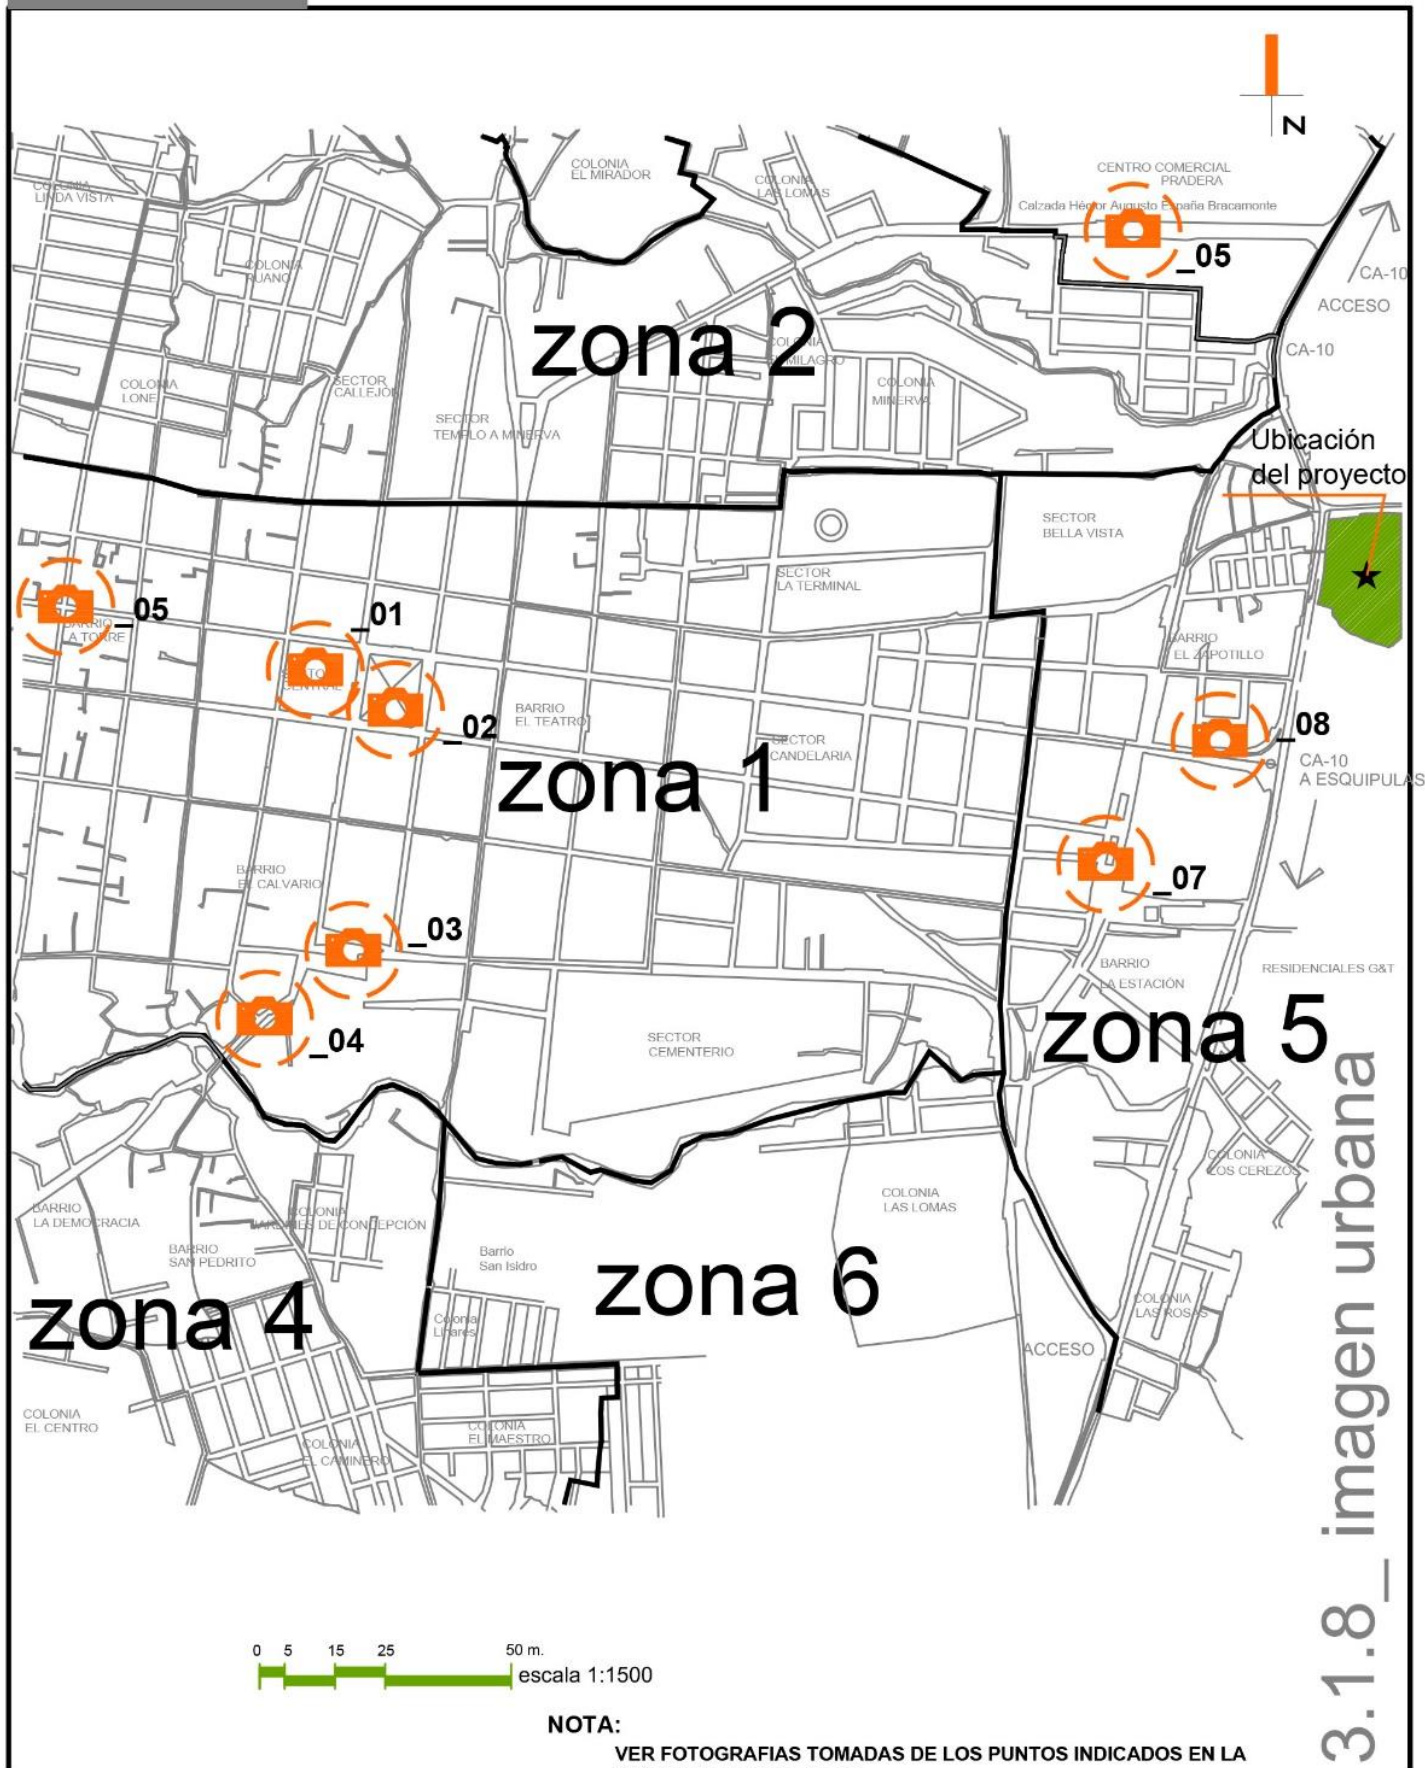 N
COLONIA
LINDA VISTA
COLONIA
EL MIRADOR
COLONIA
LAS LOMAS
CENTRO COMERCIAL
PRADERA
Calzada Héctor Augusto España Bracamonte
_05
CA-10
ACCESO
CA-10
COLONIA
RUANO
zona 2
COLONIA
EL MILAGRO
COLONIA
MINERVA
COLONIA
LONE
SECTOR
CALLEJON
SECTOR
TEMPLO A MINERVA
Ubicación
del proyecto
SECTOR
BELLA VISTA
SECTOR
LA TERMINAL
_05
BARRIO
LA TORRE
_01
CENTRAL
_02
BARRIO
EL TEATRO
BARRIO
EL ZAPOTILLO
_08
SECTOR
CANDELARIA
zona 1
CA-10
A ESQUIPULAS
BARRIO
EL CALVARIO
_07
_03
BARRIO
LA ESTACIÓN
RESIDENCIALES G&T
_04
SECTOR
CEMENTERIO
zona 5
COLONIA
LOS CEREZOS
BARRIO
LA DEMOCRACIA
COLONIA
JARDINES DE CONCEPCIÓN
BARRIO
SAN PEDRITO
Barrio
San Isidro
COLONIA
LAS LOMAS
zona 4
zona 6
Colonia
Linares
COLONIA
LAS ROSAS
ACCESO
COLONIA
EL CENTRO
COLONIA
EL CAMINERO
COLONIA
EL MAESTRO
3.1.8_ imagen urbana
0 5 15 25 50 m.
escala 1:1500
NOTA:
VER FOTOGRAFIAS TOMADAS DE LOS PUNTOS INDICADOS EN LA